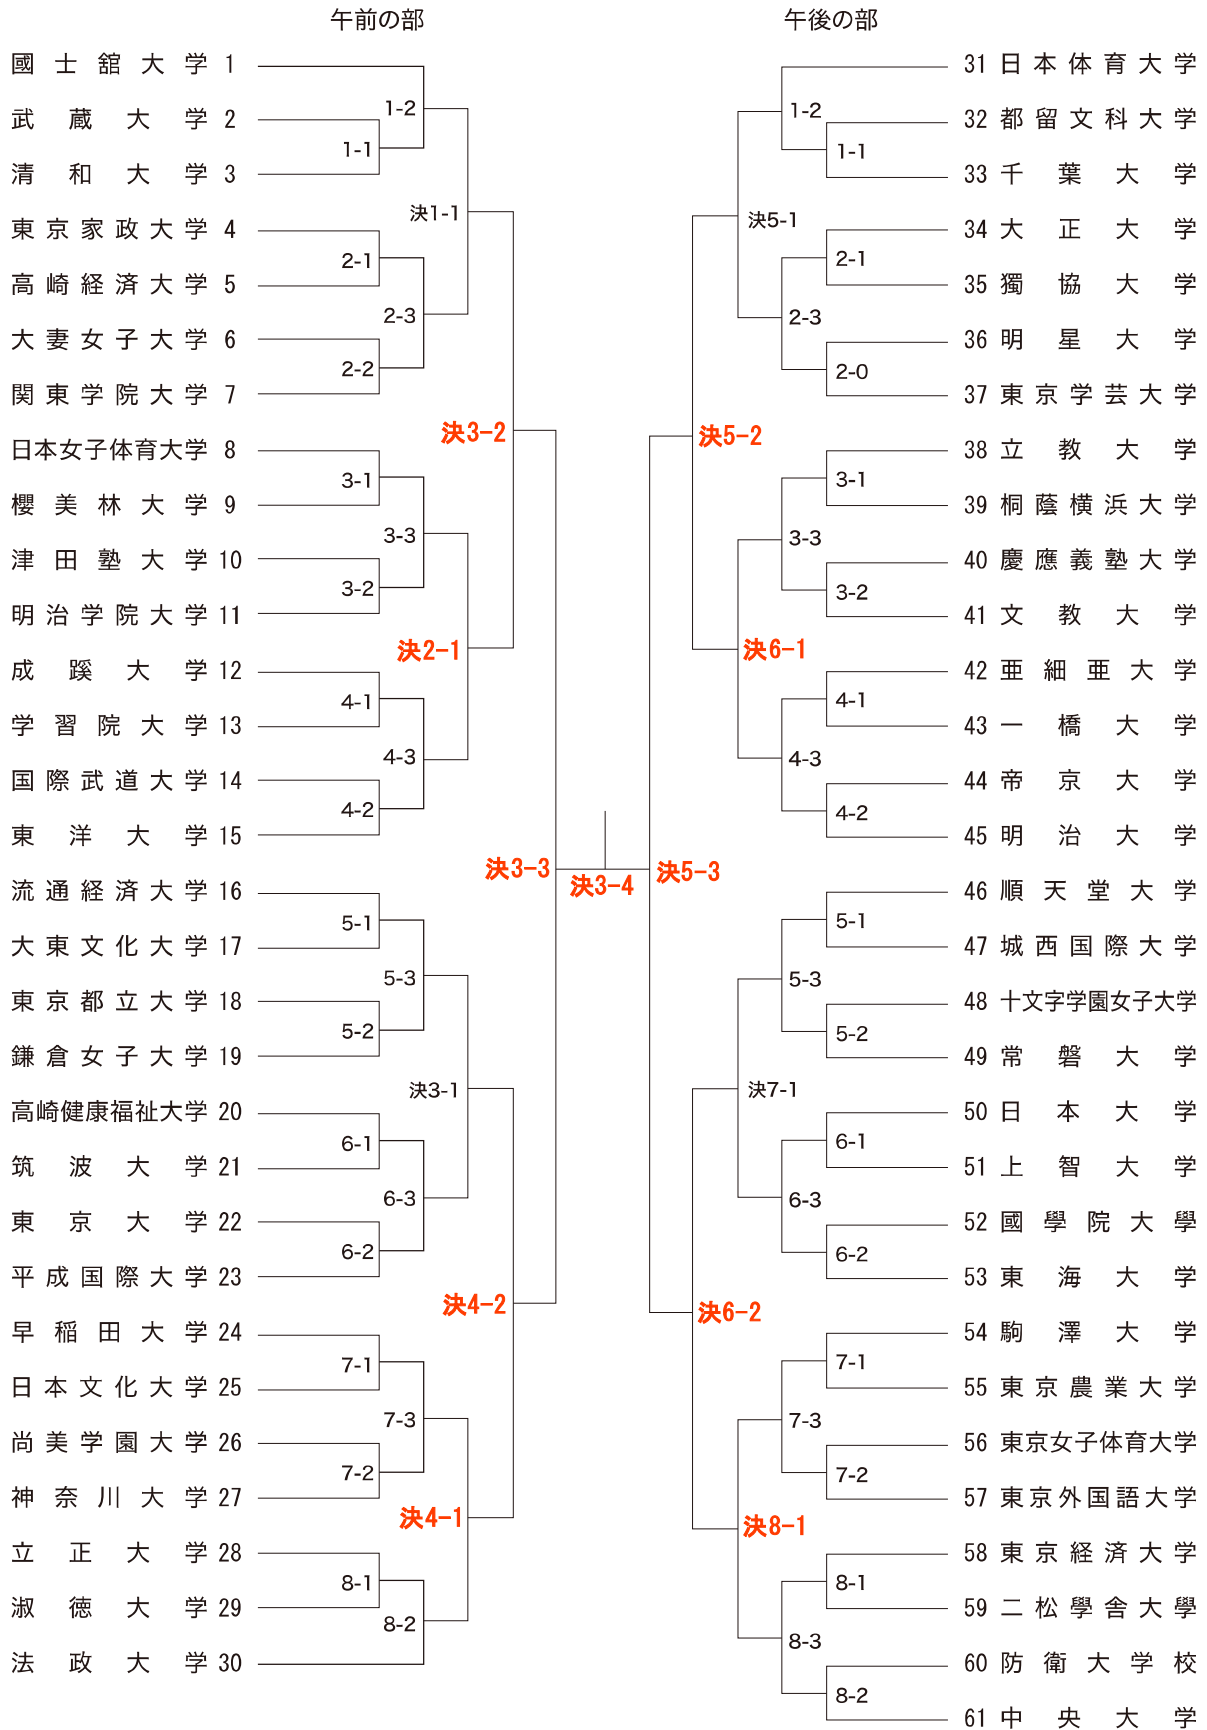 午前の部
國士舘大学 1
武蔵大学 2
清和大学 3
東京家政大学 4
高崎経済大学 5
大妻女子大学 6
関東学院大学 7
日本女子体育大学 8
櫻美林大学 9
津田塾大学 10
明治学院大学 11
成蹊大学 12
学習院大学 13
国際武道大学 14
東洋大学 15
流通経済大学 16
大東文化大学 17
東京都立大学 18
鎌倉女子大学 19
高崎健康福祉大学 20
筑波大学 21
東京大学 22
平成国際大学 23
早稲田大学 24
日本文化大学 25
尚美学園大学 26
神奈川大学 27
立正大学 28
淑徳大学 29
法政大学 30
1-2
1-1
決1-1
2-1
2-3
2-2
決3-2
3-1
3-3
3-2
決2-1
4-1
4-3
4-2
決3-3
5-1
5-3
5-2
決3-1
6-1
6-3
6-2
決4-2
7-1
7-3
7-2
決4-1
8-1
8-2
決3-4
午後の部
1-2
1-1
決5-1
2-1
2-3
2-0
決5-2
3-1
3-3
3-2
決6-1
4-1
4-3
4-2
決5-3
5-1
5-3
5-2
決7-1
6-1
6-3
6-2
決6-2
7-1
7-3
7-2
決8-1
8-1
8-3
8-2
31 日本体育大学
32 都留文科大学
33 千葉大学
34 大正大学
35 獨協大学
36 明星大学
37 東京学芸大学
38 立教大学
39 桐蔭横浜大学
40 慶應義塾大学
41 文教大学
42 亜細亜大学
43 一橋大学
44 帝京大学
45 明治大学
46 順天堂大学
47 城西国際大学
48 十文字学園女子大学
49 常磐大学
50 日本大学
51 上智大学
52 國學院大學
53 東海大学
54 駒澤大学
55 東京農業大学
56 東京女子体育大学
57 東京外国語大学
58 東京経済大学
59 二松學舎大學
60 防衛大学校
61 中央大学